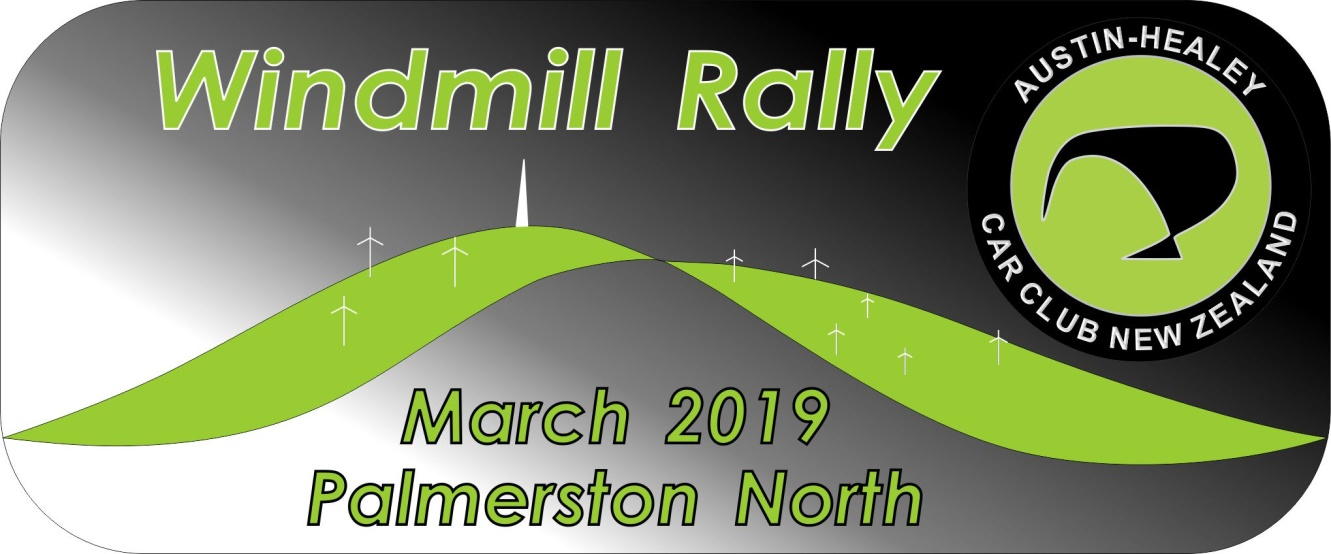 Windmill Rally
AUSTIN-HEALEY
CAR CLUB NEW ZEALAND
March 2019
Palmerston North